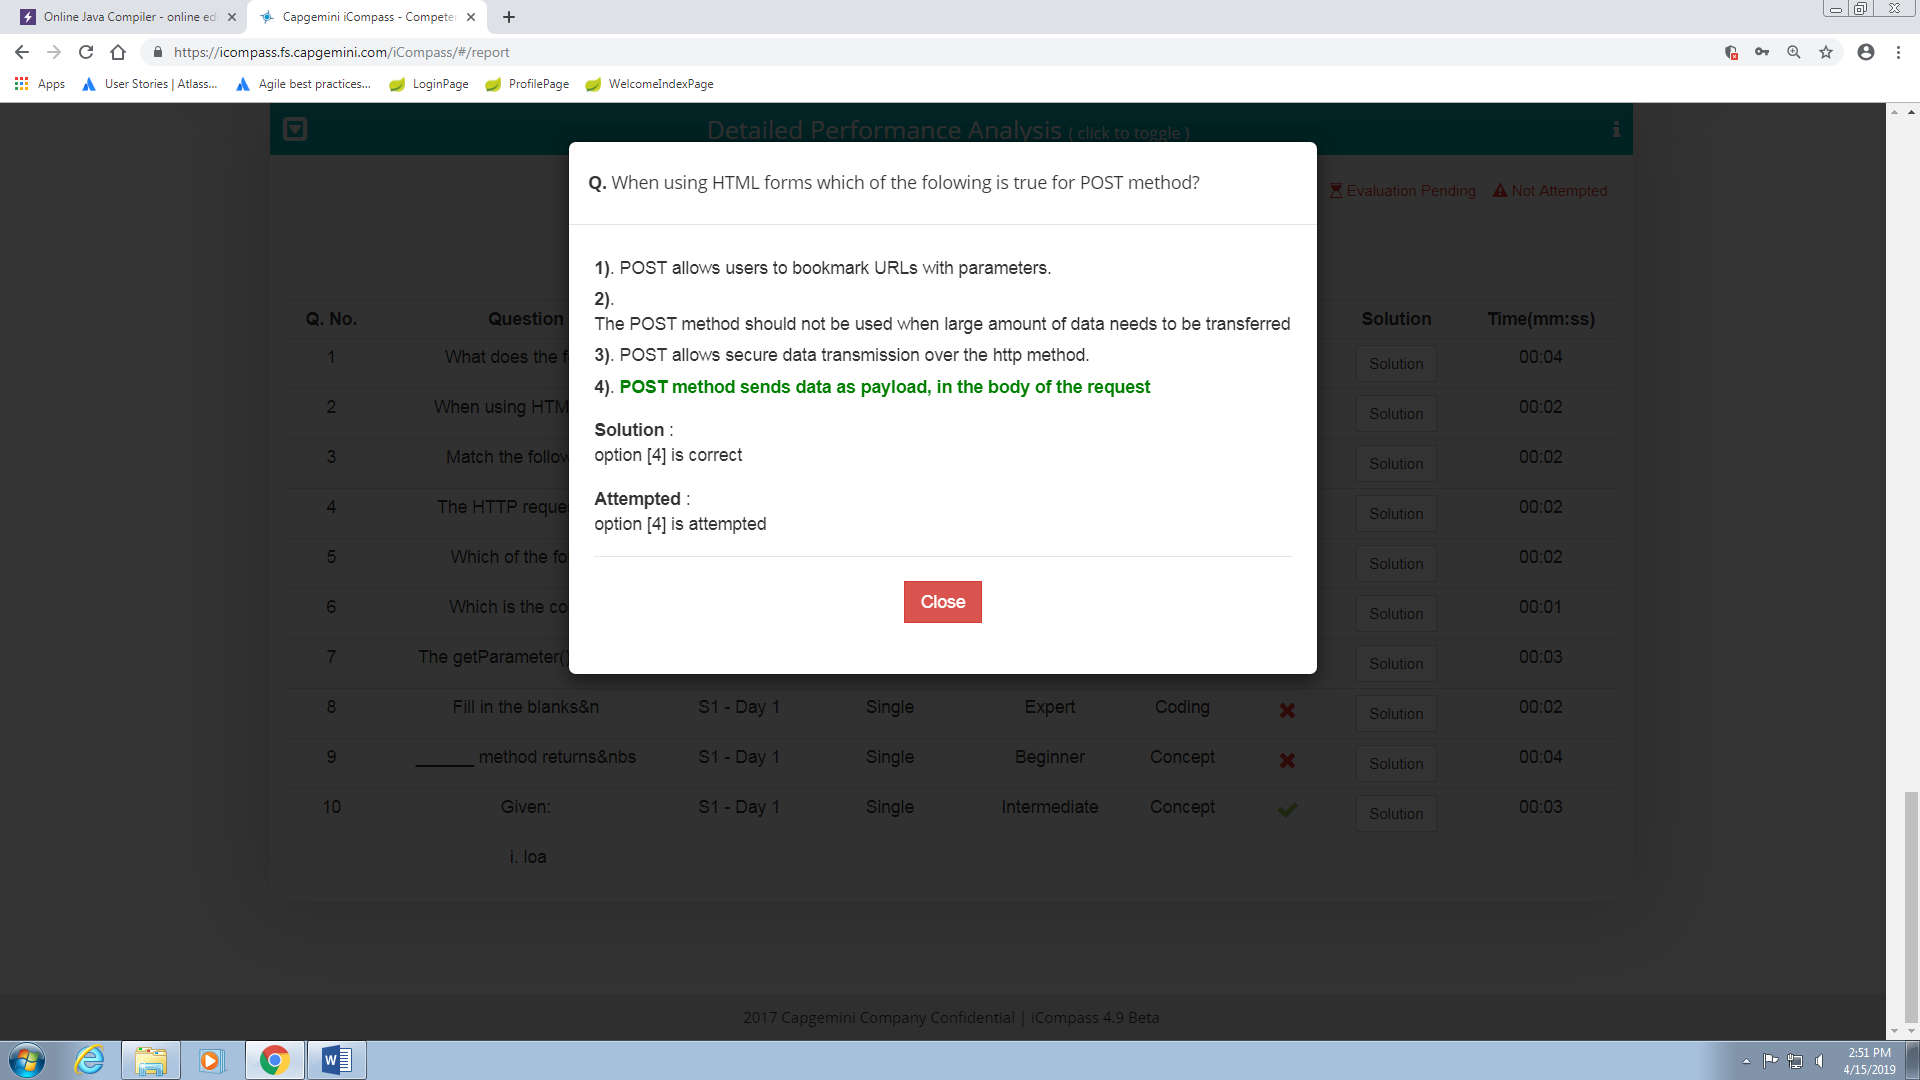 Online Java Compiler - online ed
Capgemini iCompass - Competer
https://icompass.fs.capgemini.com/iCompass/#/report
Apps
User Stories | Atlass...
Agile best practices...
LoginPage
ProfilePage
WelcomeIndexPage
Detailed Performance Analysis ( click to toggle )
Q. When using HTML forms which of the folowing is true for POST method?
Evaluation Pending
Not Attempted
1). POST allows users to bookmark URLs with parameters.
2).
The POST method should not be used when large amount of data needs to be transferred
3). POST allows secure data transmission over the http method.
4). POST method sends data as payload, in the body of the request
Solution :
option [4] is correct
Attempted :
option [4] is attempted
Close
Q. No. Question Solution Time(mm:ss)
1 What does the f Solution 00:04
2 When using HTM Solution 00:02
3 Match the follow Solution 00:02
4 The HTTP reque Solution 00:02
5 Which of the fo Solution 00:02
6 Which is the co Solution 00:01
7 The getParameter() Solution 00:03
8 Fill in the blanks&n S1 - Day 1 Single Expert Coding Solution 00:02
9 ______ method returns&nbs S1 - Day 1 Single Beginner Concept Solution 00:04
10 Given: S1 - Day 1 Single Intermediate Concept Solution 00:03
i. loa
2017 Capgemini Company Confidential | iCompass 4.9 Beta
2:51 PM
4/15/2019